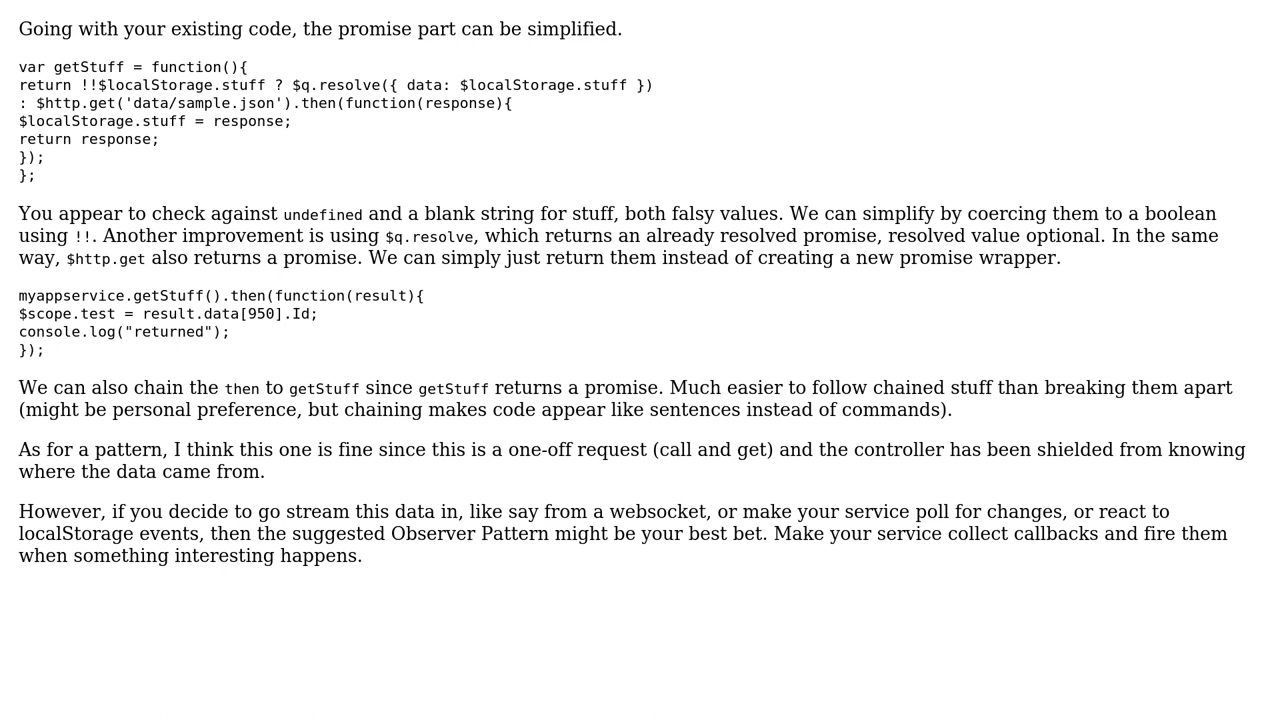 Going with your existing code, the promise part can be simplified.
var getStuff = function(){
return !!$localStorage.stuff ? $q.resolve({ data: $localStorage.stuff })
: $http.get('data/sample.json').then(function(response){
$localStorage.stuff = response;
return response;
});
};
You appear to check against undefined and a blank string for stuff, both falsy values. We can simplify by coercing them to a boolean
using !!. Another improvement is using $q.resolve, which returns an already resolved promise, resolved value optional. In the same
way, $http.get also returns a promise. We can simply just return them instead of creating a new promise wrapper.
myappservice.getStuff().then(function(result){
$scope.test = result.data[950].Id;
console.log("returned");
});
We can also chain the then to getStuff since getStuff returns a promise. Much easier to follow chained stuff than breaking them apart
(might be personal preference, but chaining makes code appear like sentences instead of commands).
As for a pattern, I think this one is fine since this is a one-off request (call and get) and the controller has been shielded from knowing
where the data came from.
However, if you decide to go stream this data in, like say from a websocket, or make your service poll for changes, or react to
localStorage events, then the suggested Observer Pattern might be your best bet. Make your service collect callbacks and fire them
when something interesting happens.